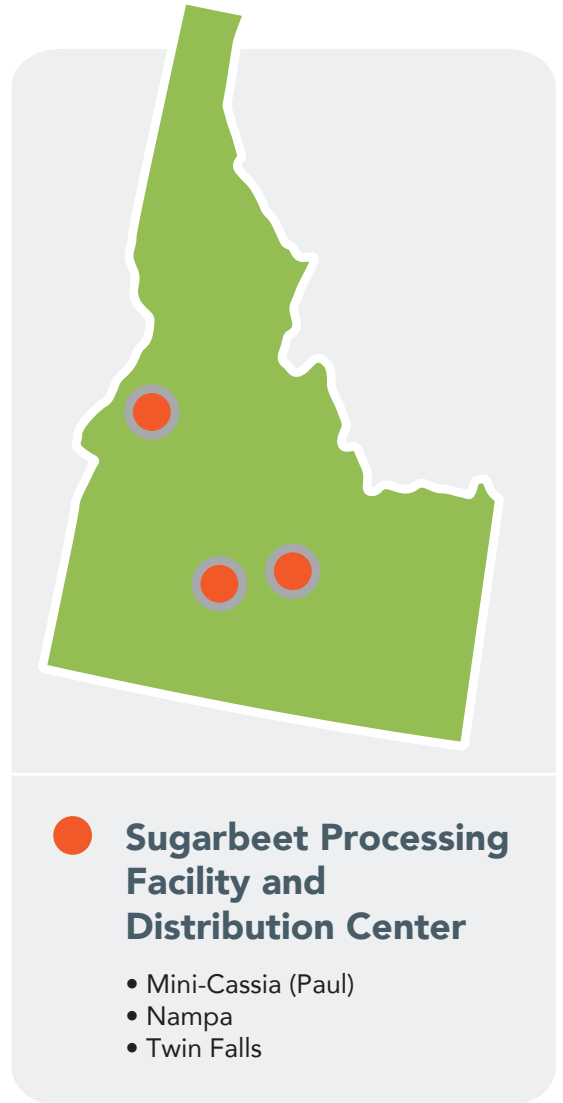 Sugarbeet Processing
Facility and
Distribution Center
• Mini-Cassia (Paul)
• Nampa
• Twin Falls